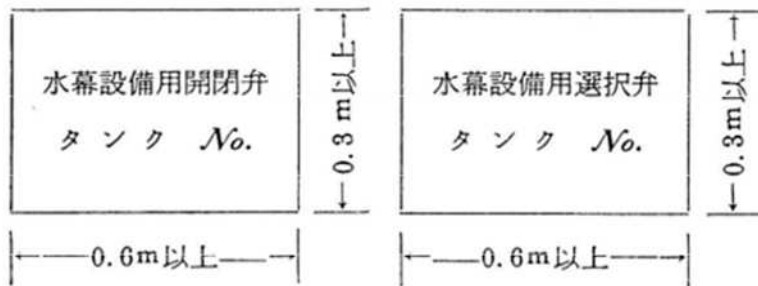 水幕設備用開閉弁
タンク No.
0.3m以上
0.6m以上
水幕設備用選択弁
タンク No.
0.3m以上
0.6m以上